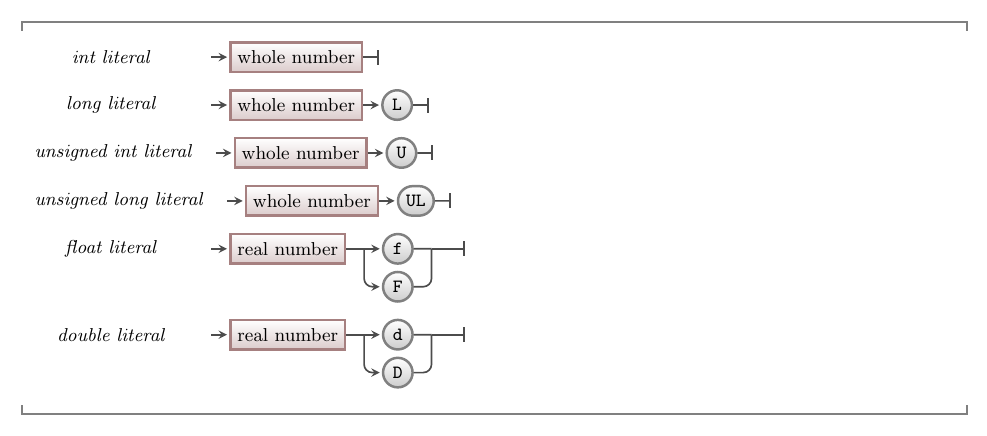 int literal whole number
long literal whole number L
unsigned int literal whole number U
unsigned long literal whole number UL
float literal real number f
F
double literal real number d
D